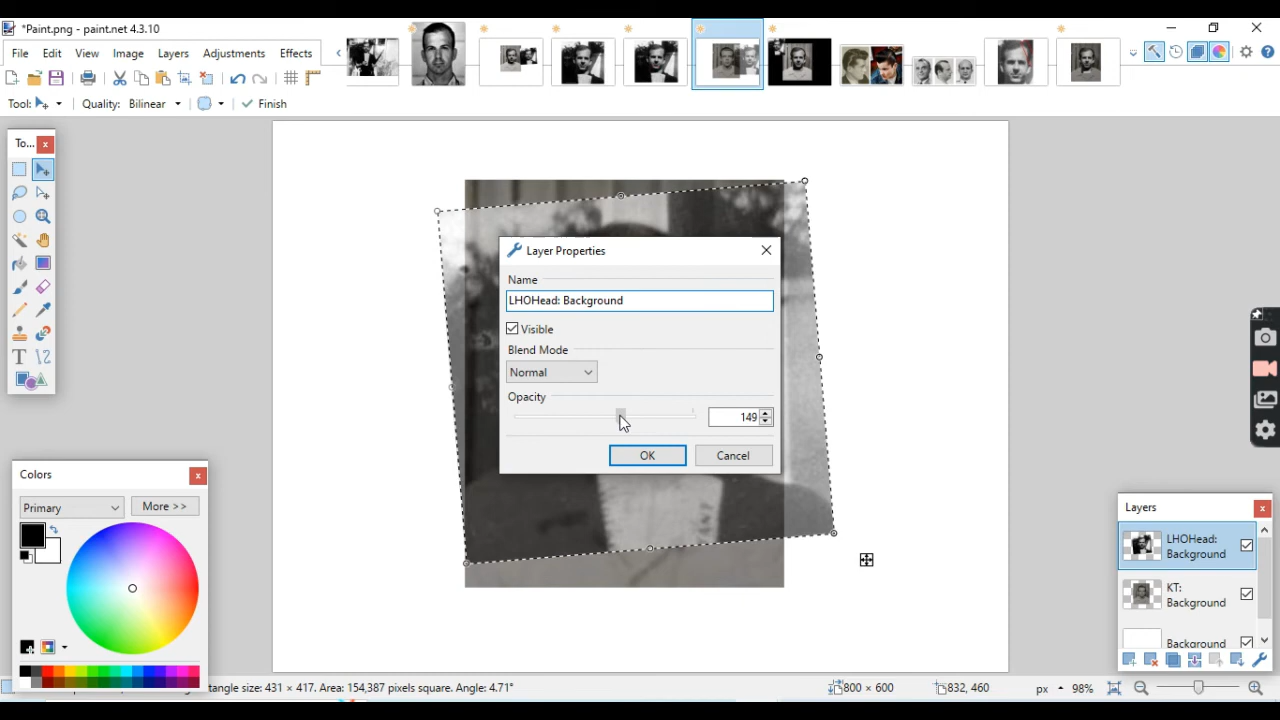 *Paint.png - paint.net 4.3.10
File Edit View Image Layers Adjustments Effects
Tool: Quality: Bilinear Finish
To...
Layer Properties
Name
LHOHead: Background
Visible
Blend Mode
Normal
Opacity
149
OK Cancel
Colors
Primary More >>
Layers
LHOHead:
Background
KT:
Background
Background
tangle size: 431 × 417. Area: 154,387 pixels square. Angle: 4.71° 800 × 600 832, 460 px 98%